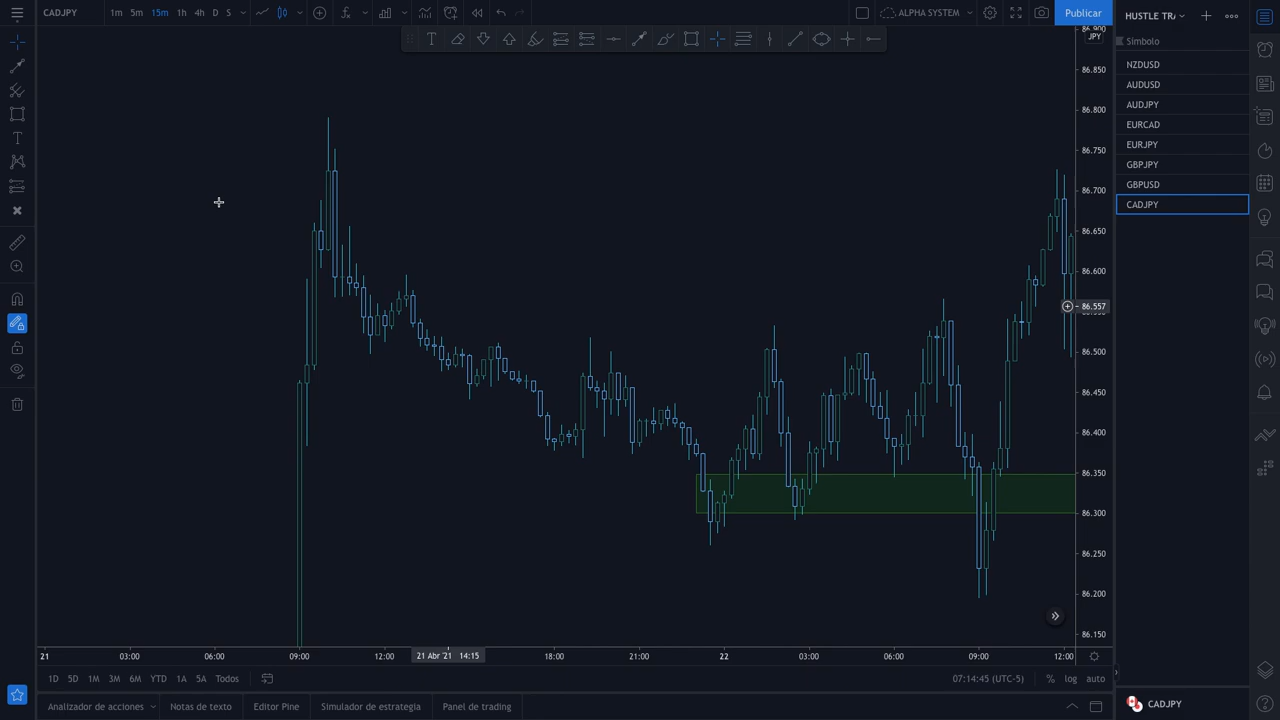 CADJPY
1m 5m 15m 1h 4h D S
ALPHA SYSTEM
Publicar
HUSTLE TR
Símbolo
NZDUSD
AUDUSD
AUDJPY
EURCAD
EURJPY
GBPJPY
GBPUSD
CADJPY
86.900
JPY
86.850
86.800
86.750
86.700
86.650
86.600
86.557
86.500
86.450
86.400
86.350
86.300
86.250
86.200
86.150
21 03:00 06:00 09:00 12:00 21 Abr '21 14:15 18:00 21:00 22 03:00 06:00 09:00 12:00
1D 5D 1M 3M 6M YTD 1A 5A Todos
07:14:45 (UTC-5) % log auto
Analizador de acciones Notas de texto Editor Pine Simulador de estrategia Panel de trading
CADJPY